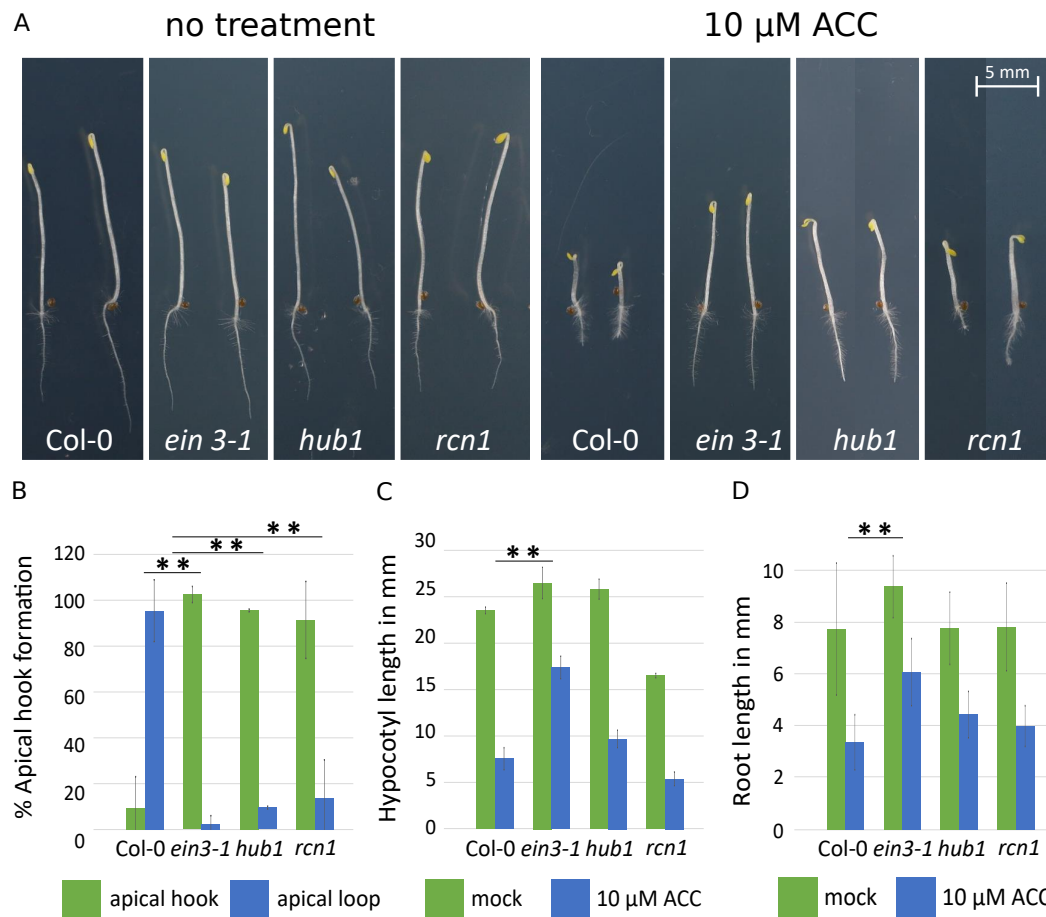 A
no treatment
10 µM ACC
5 mm
Col-0 ein 3-1 hub1 rcn1 Col-0 ein 3-1 hub1 rcn1
B
% Apical hook formation
120
100
80
60
40
20
0
* *
* *
* *
Col-0 ein3-1 hub1 rcn1
apical hook apical loop
C
Hypocotyl length in mm
30
25
20
15
10
5
0
* *
Col-0 ein3-1 hub1 rcn1
mock 10 µM ACC
D
Root length in mm
10
8
6
4
2
0
* *
Col-0 ein3-1 hub1 rcn1
mock 10 µM ACC